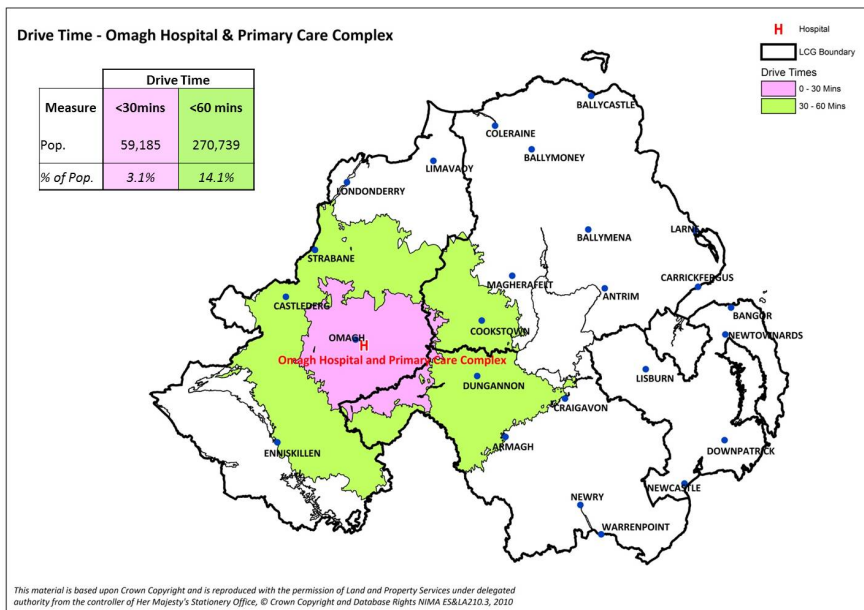 Drive Time - Omagh Hospital & Primary Care Complex
H Hospital
LCG Boundary
Drive Times
0 - 30 Mins
30 - 60 Mins
Drive Time
Measure <30mins <60 mins
Pop. 59,185 270,739
% of Pop. 3.1% 14.1%
BALLYCASTLE
COLERAINE
BALLYMONEY
LIMAVADY
LONDONDERRY
BALLYMENA
LARNE
STRABANE
MAGHERAFELT
CARRICKFERGUS
ANTRIM
CASTLEDERG
BANGOR
COOKSTOWN
NEWTOWNARDS
OMAGH
H
Omagh Hospital and Primary Care Complex
LISBURN
DUNGANNON
CRAIGAVON
ARMAGH
ENNISKILLEN
DOWNPATRICK
NEWCASTLE
NEWRY
WARRENPOINT
This material is based upon Crown Copyright and is reproduced with the permission of Land and Property Services under delegated
authority from the controller of Her Majesty's Stationery Office, © Crown Copyright and Database Rights NIMA ES&LA210.3, 2010